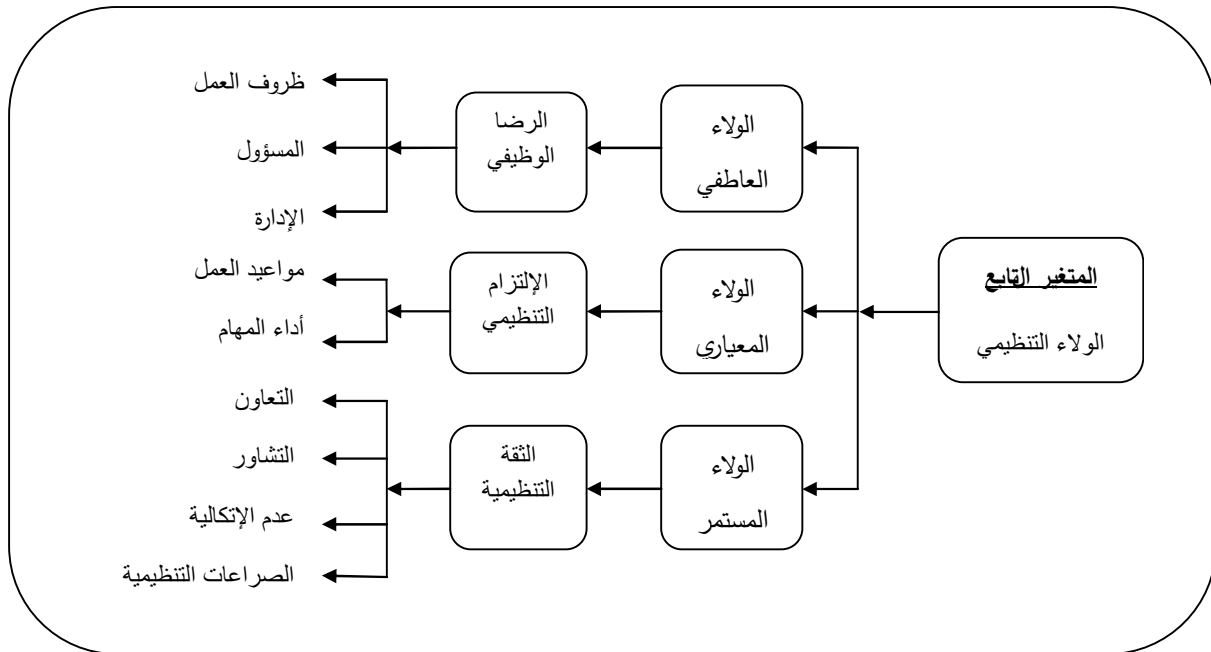 المتغير التابع
الولاء التنظيمي
الولاء
العاطفي
الرضا
الوظيفي
ظروف العمل
المسؤول
الإدارة
الولاء
المعياري
الإلتزام
التنظيمي
مواعيد العمل
أداء المهام
الولاء
المستمر
الثقة
التنظيمية
التعاون
التشاور
عدم الإتكالية
الصراعات التنظيمية